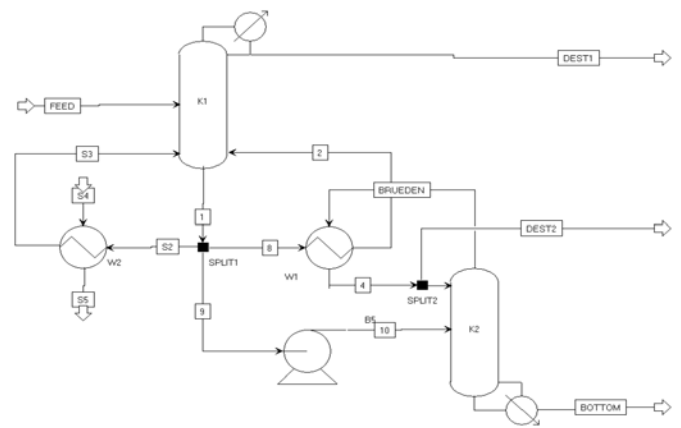 DEST1
K1
FEED
S3
2
S4
BRUEDEN
1
DEST2
S2
8
W2
SPLIT1
W1
4
S5
SPLIT2
9
B5
10
K2
BOTTOM